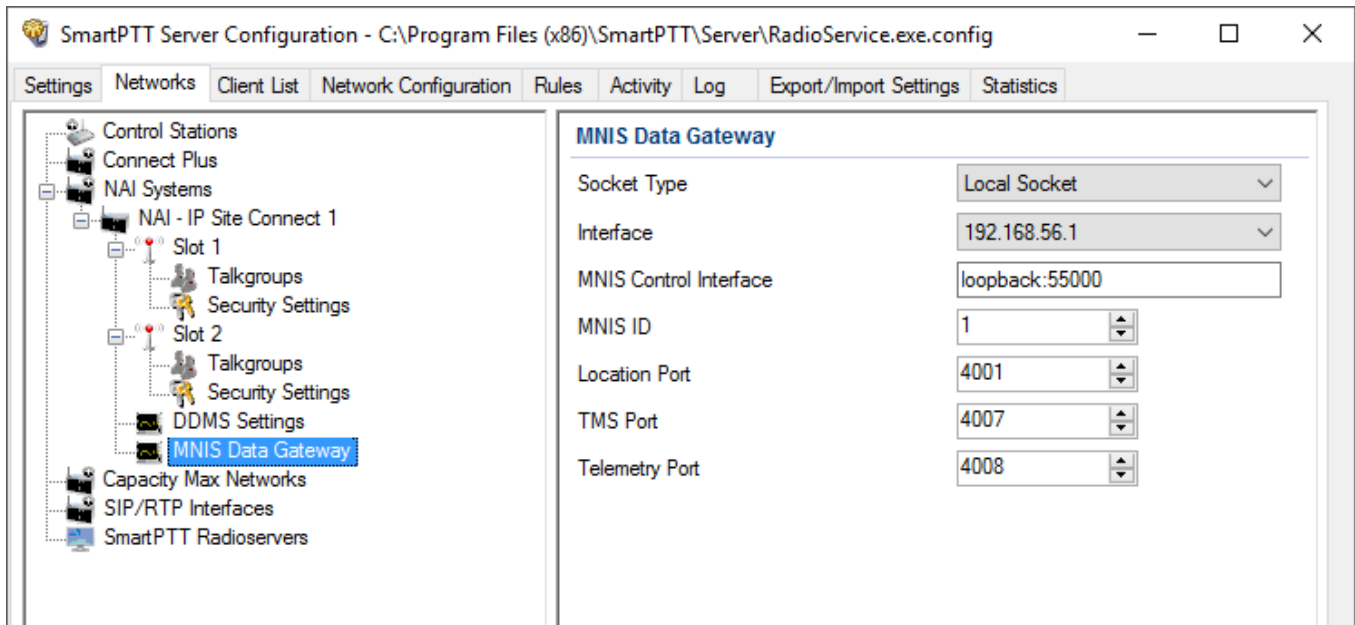 SmartPTT Server Configuration - C:\Program Files (x86)\SmartPTT\Server\RadioService.exe.config
Settings Networks Client List Network Configuration Rules Activity Log Export/Import Settings Statistics
Control Stations
Connect Plus
NAI Systems
NAI - IP Site Connect 1
Slot 1
Talkgroups
Security Settings
Slot 2
Talkgroups
Security Settings
DDMS Settings
MNIS Data Gateway
Capacity Max Networks
SIP/RTP Interfaces
SmartPTT Radioservers
MNIS Data Gateway
Socket Type Local Socket
Interface 192.168.56.1
MNIS Control Interface loopback:55000
MNIS ID 1
Location Port 4001
TMS Port 4007
Telemetry Port 4008